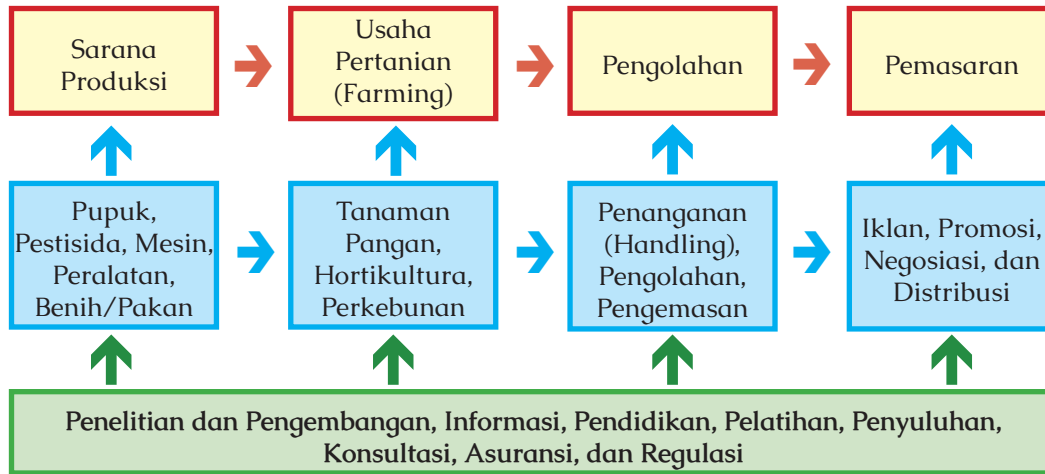 Sarana
Produksi
Usaha
Pertanian
(Farming)
Pengolahan
Pemasaran
Pupuk,
Pestisida, Mesin,
Peralatan,
Benih/Pakan
Tanaman
Pangan,
Hortikultura,
Perkebunan
Penanganan
(Handling),
Pengolahan,
Pengemasan
Iklan, Promosi,
Negosiasi, dan
Distribusi
Penelitian dan Pengembangan, Informasi, Pendidikan, Pelatihan, Penyuluhan,
Konsultasi, Asuransi, dan Regulasi